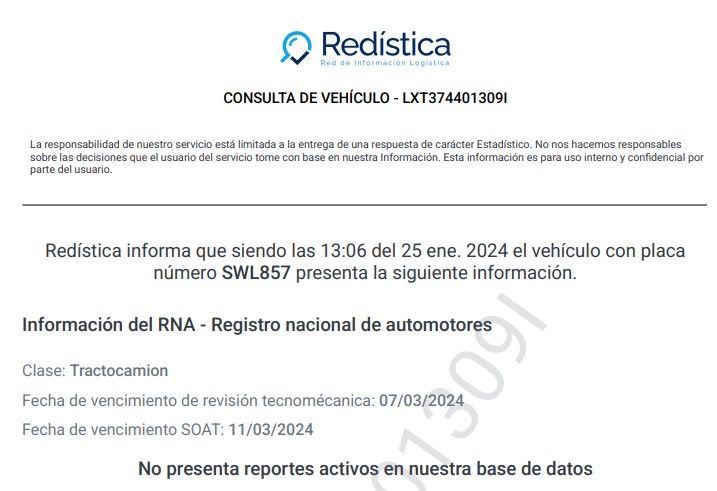 Redística
Red de Información Logística
CONSULTA DE VEHÍCULO - LXT374401309I
La responsabilidad de nuestro servicio está limitada a la entrega de una respuesta de carácter Estadístico. No nos hacemos responsables
sobre las decisiones que el usuario del servicio tome con base en nuestra Información. Esta información es para uso interno y confidencial por
parte del usuario.
Redística informa que siendo las 13:06 del 25 ene. 2024 el vehículo con placa
número SWL857 presenta la siguiente información.
Información del RNA - Registro nacional de automotores
Clase: Tractocamion
Fecha de vencimiento de revisión tecnomécanica: 07/03/2024
Fecha de vencimiento SOAT: 11/03/2024
No presenta reportes activos en nuestra base de datos
01309I